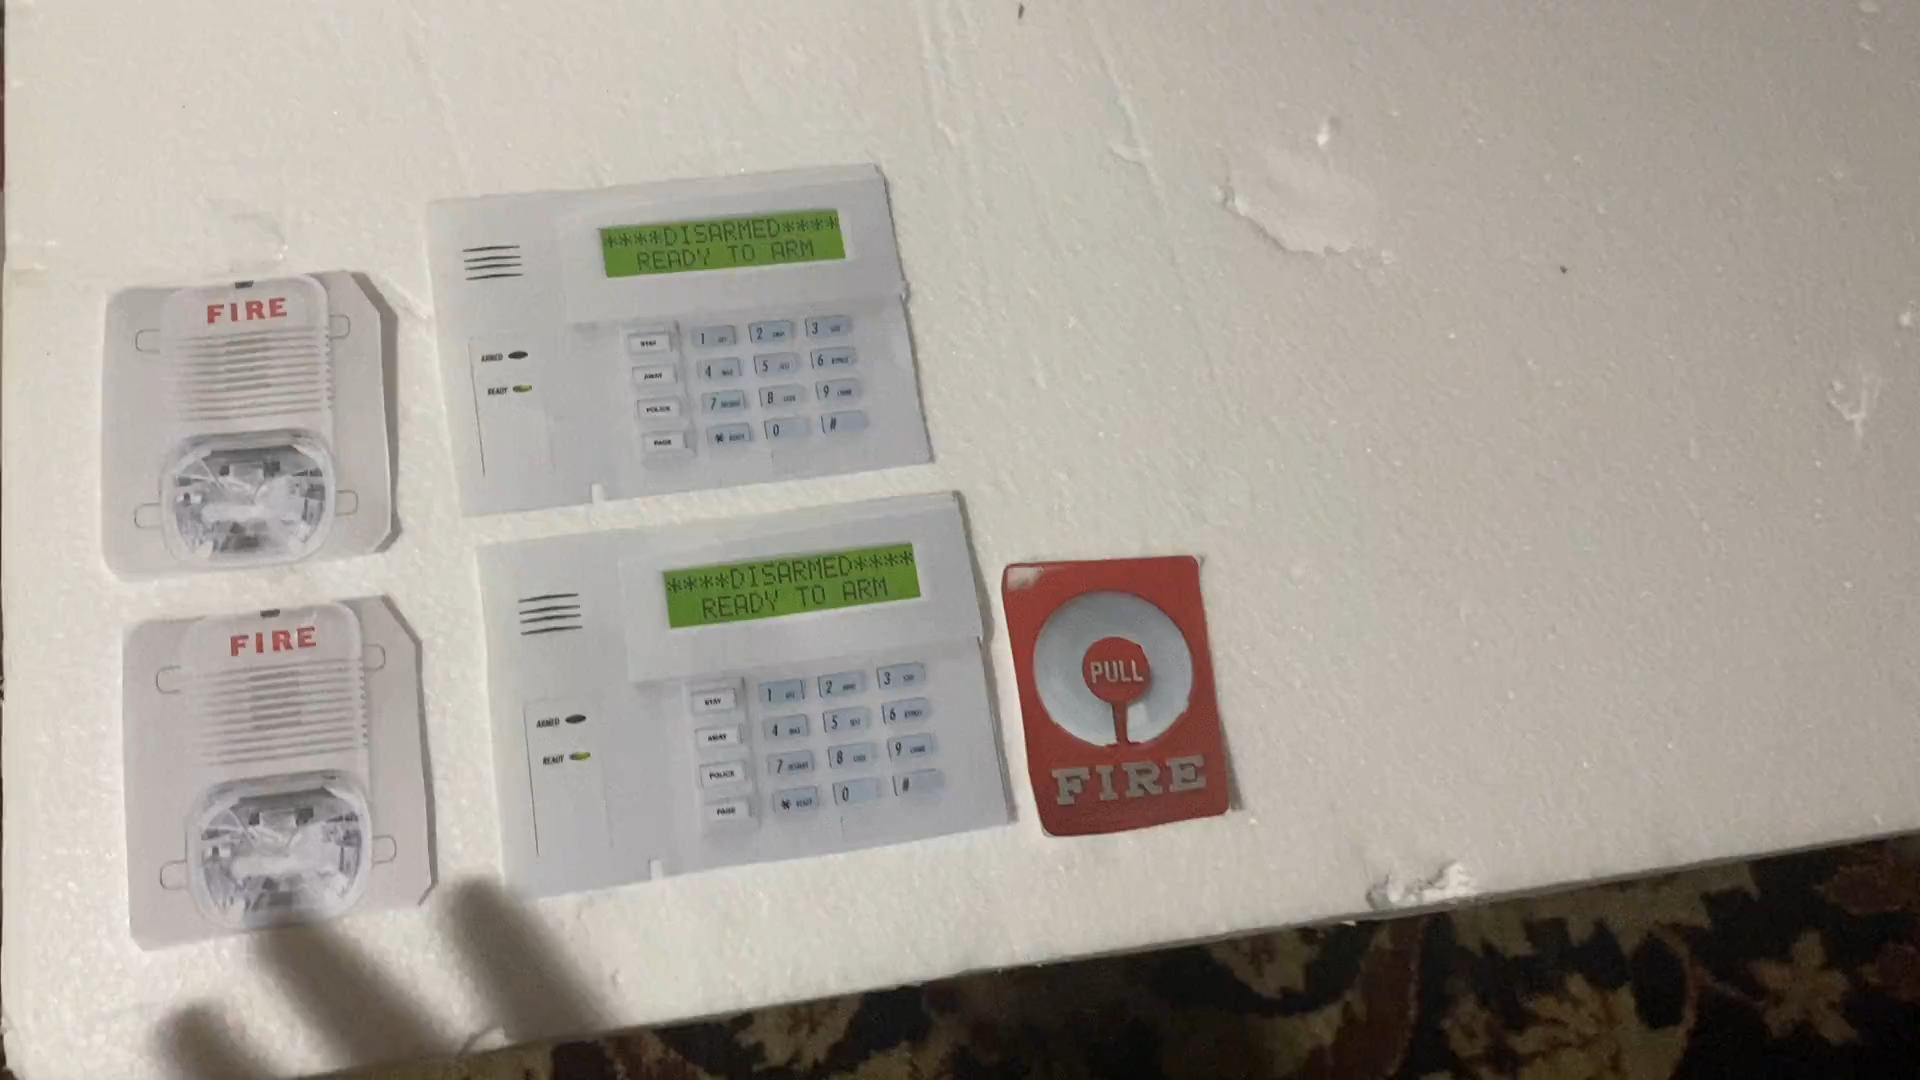 FIRE
****DISARMED****
READY TO ARM
ARMED
READY
STAY
AWAY
POLICE
PAGE
1
2
3
4
5
6
7
8
9
* READY
0
#
FIRE
****DISARMED****
READY TO ARM
ARMED
READY
STAY
AWAY
POLICE
PAGE
1
2
3
4
5
6
7
8
9
* READY
0
#
PULL
FIRE